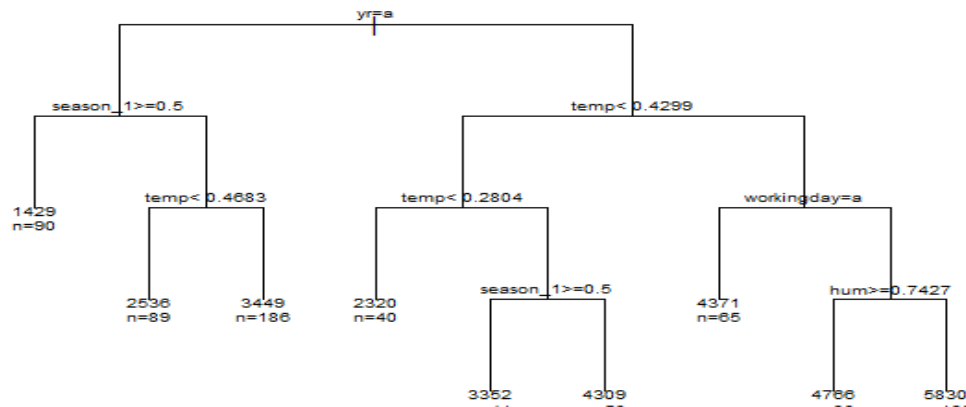 yr=a
season_1>=0.5
temp< 0.4299
temp< 0.4683
temp< 0.2804
workingday=a
1429
n=90
season_1>=0.5
hum>=0.7427
2536
n=89
3449
n=186
2320
n=40
4371
n=65
3352
4309
4766
5830